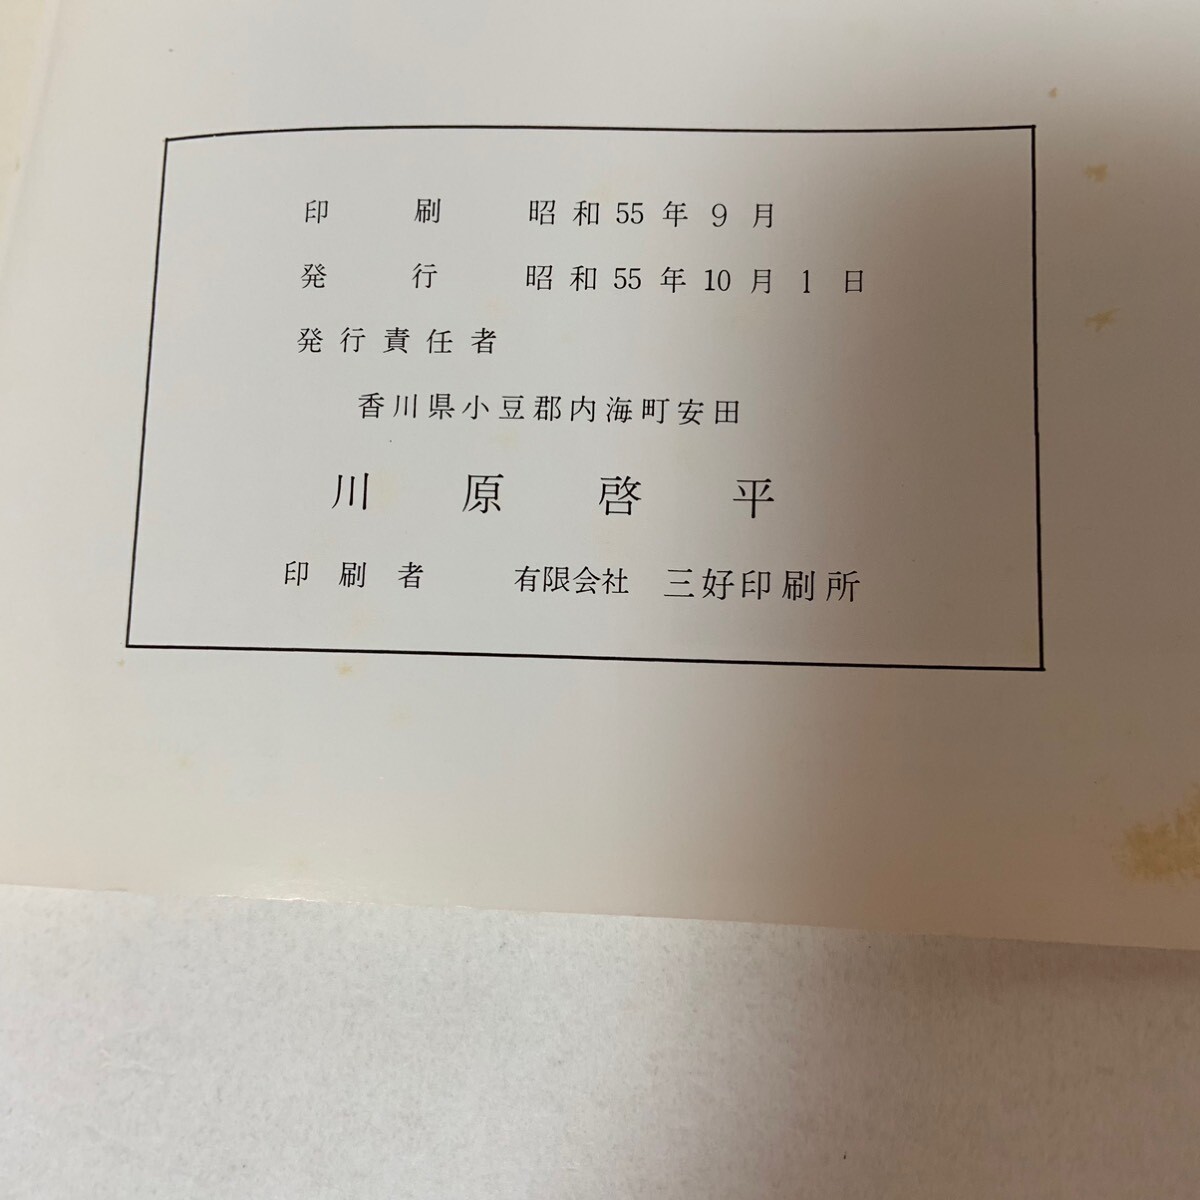 印刷 昭和55年9月
発行 昭和55年10月1日
発行責任者
香川県小豆郡内海町安田
川原啓平
印刷者 有限会社 三好印刷所